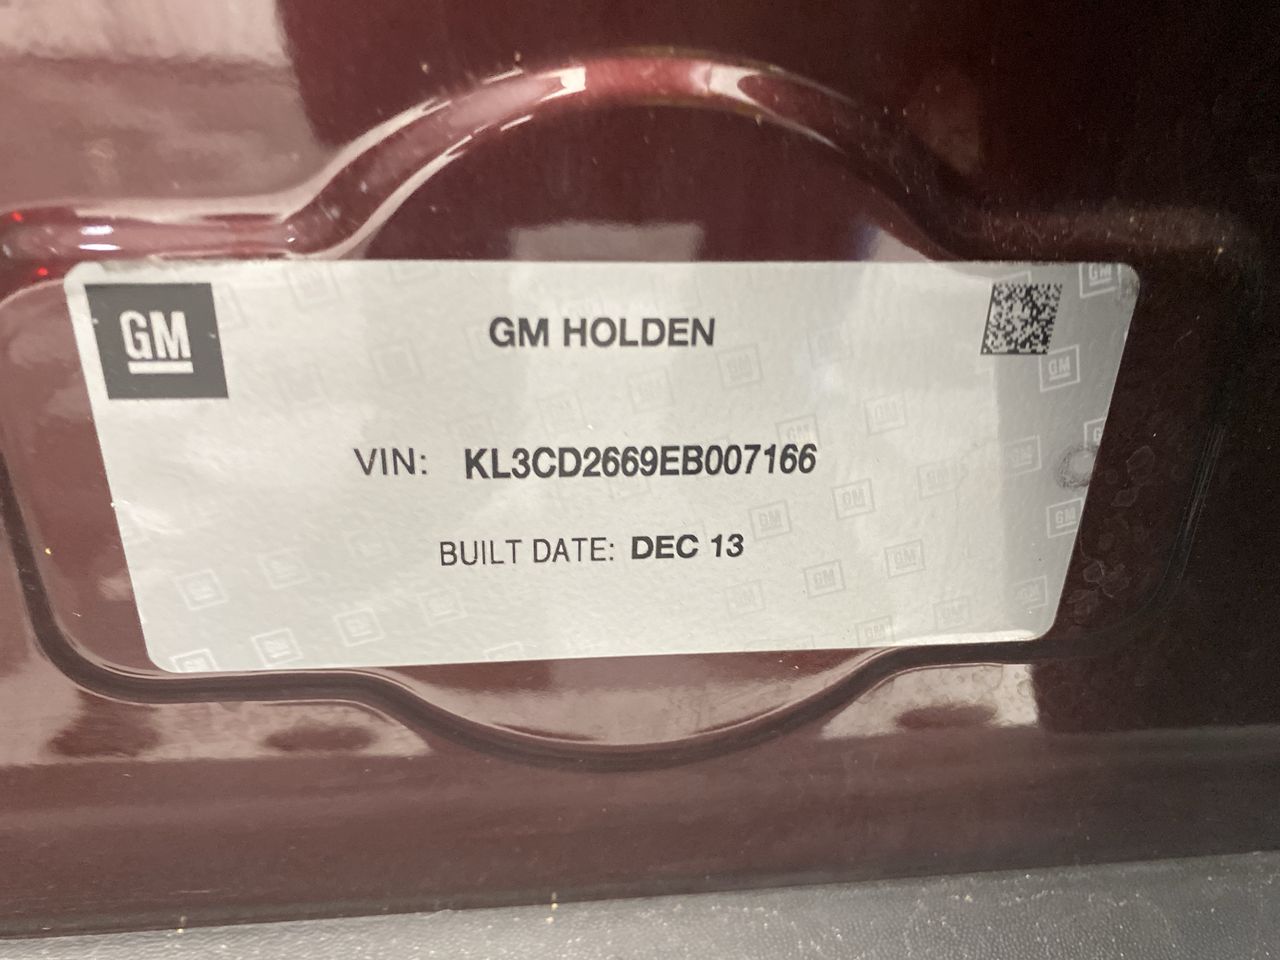 GM
GM HOLDEN
VIN: KL3CD2669EB007166
BUILT DATE: DEC 13